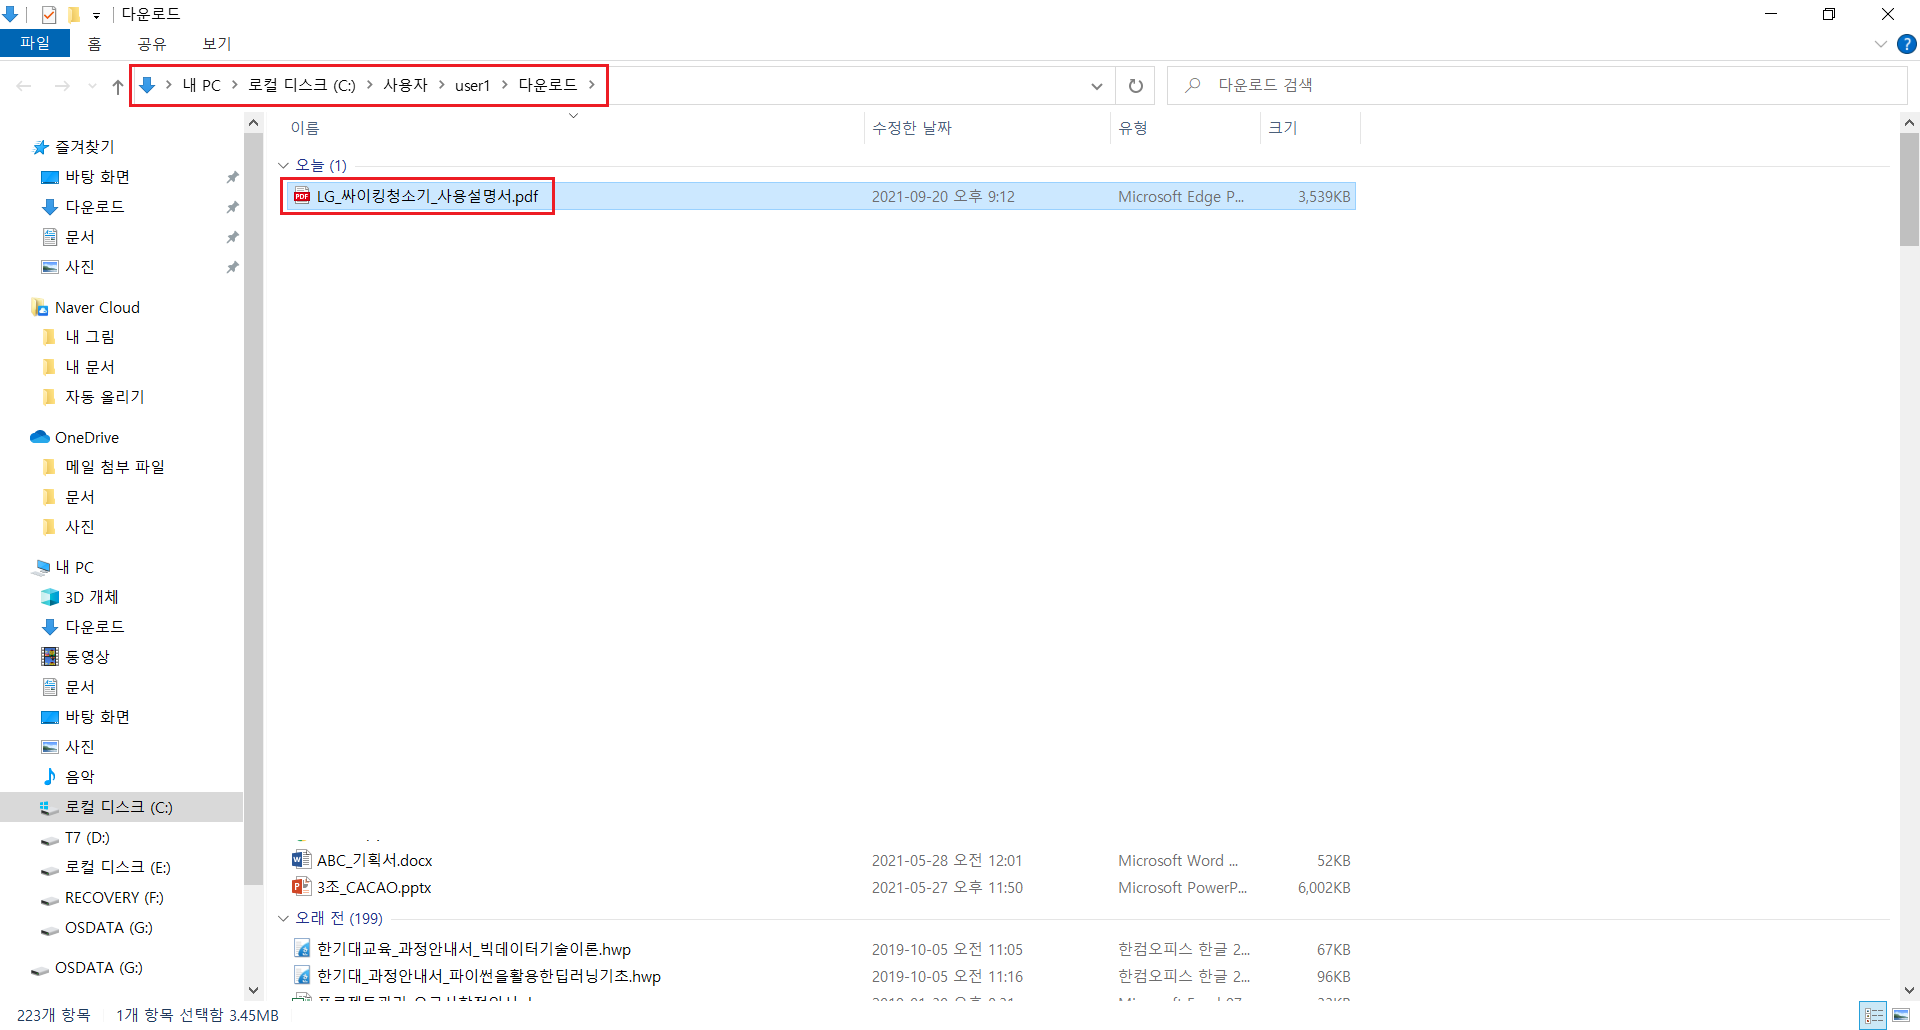 다운로드
파일 홈 공유 보기
내 PC > 로컬 디스크 (C:) > 사용자 > user1 > 다운로드 >
다운로드 검색
이름 수정한 날짜 유형 크기
오늘 (1)
LG_싸이킹청소기_사용설명서.pdf 2021-09-20 오후 9:12 Microsoft Edge P... 3,539KB
ABC_기획서.docx 2021-05-28 오전 12:01 Microsoft Word ... 52KB
3조_CACAO.pptx 2021-05-27 오후 11:50 Microsoft PowerP... 6,002KB
오래 전 (199)
한기대교육_과정안내서_빅데이터기술이론.hwp 2019-10-05 오전 11:05 한컴오피스 한글 2... 67KB
한기대_과정안내서_파이썬을활용한딥러닝기초.hwp 2019-10-05 오전 11:16 한컴오피스 한글 2... 96KB
즐겨찾기
바탕 화면
다운로드
문서
사진
Naver Cloud
내 그림
내 문서
자동 올리기
OneDrive
메일 첨부 파일
문서
사진
내 PC
3D 개체
다운로드
동영상
문서
바탕 화면
사진
음악
로컬 디스크 (C:)
T7 (D:)
로컬 디스크 (E:)
RECOVERY (F:)
OSDATA (G:)
OSDATA (G:)
223개 항목 1개 항목 선택함 3.45MB